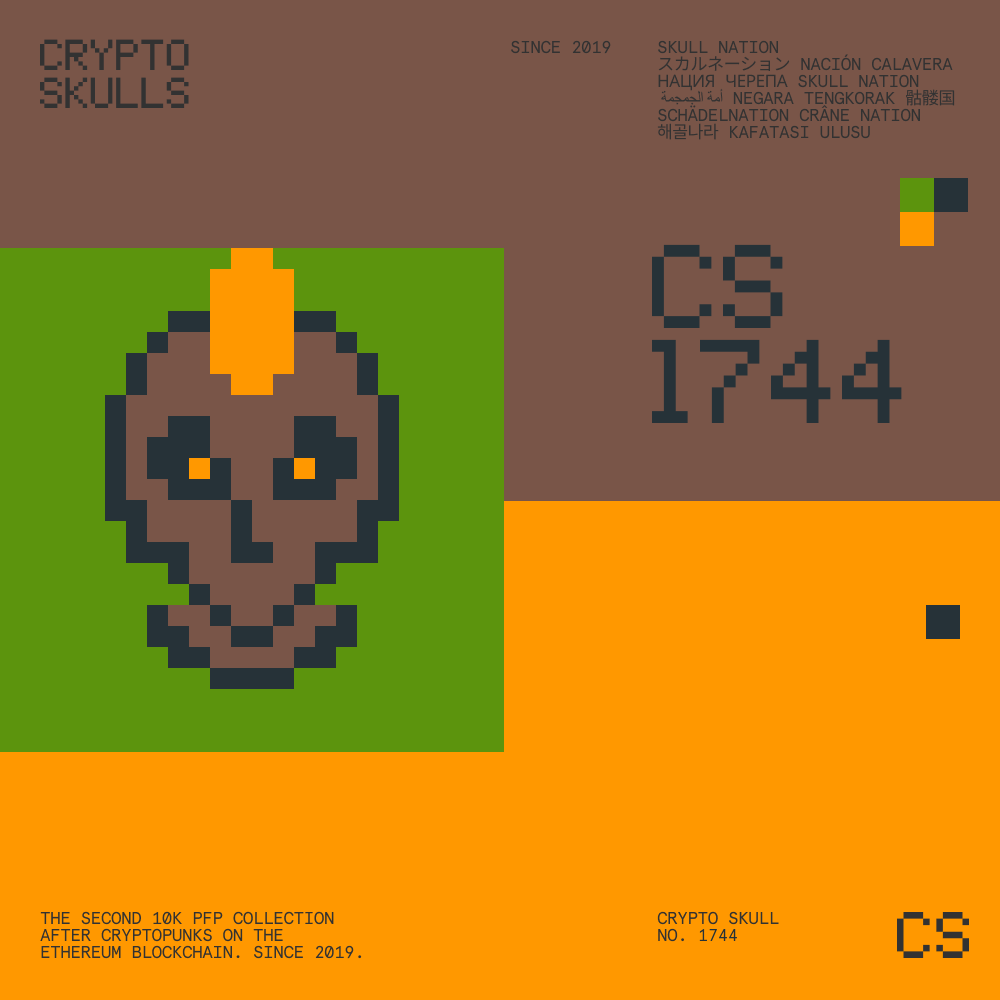 CRYPTO
SKULLS
SINCE 2019
SKULL NATION
スカルネーション NACIÓN CALAVERA
НАЦИЯ ЧЕРЕПА SKULL NATION
أمة الجمجمة NEGARA TENGKORAK 骷髅国
SCHÄDELNATION CRÂNE NATION
해골나라 KAFATASI ULUSU
CS
1744
THE SECOND 10K PFP COLLECTION
AFTER CRYPTOPUNKS ON THE
ETHEREUM BLOCKCHAIN. SINCE 2019.
CRYPTO SKULL
NO. 1744
CS